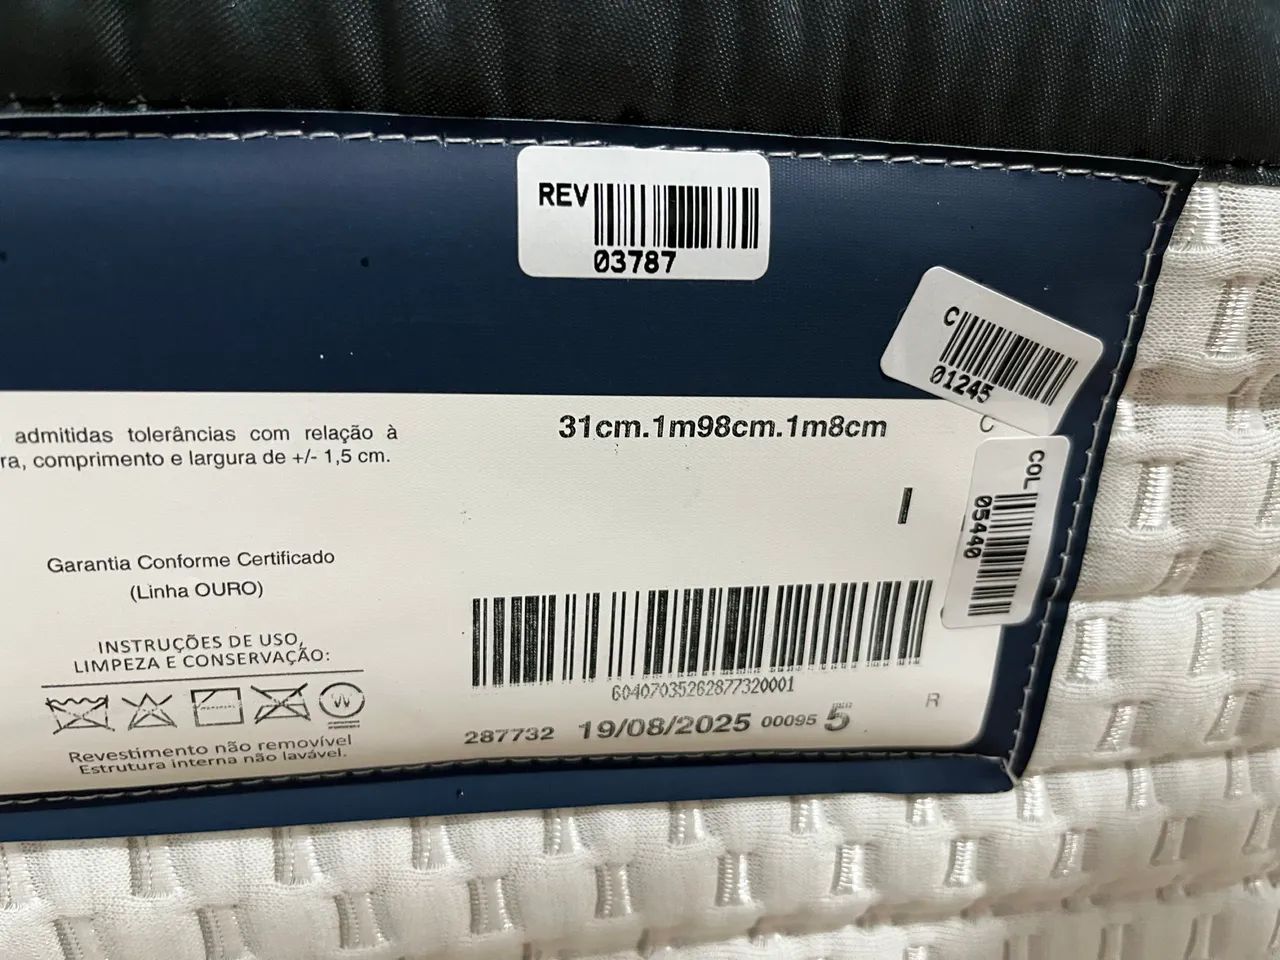 REV
03787
C
01245
31cm.1m98cm.1m8cm
C
COL
05440
admitidas tolerâncias com relação à
ra, comprimento e largura de +/- 1,5 cm.
I
Garantia Conforme Certificado
(Linha OURO)
INSTRUÇÕES DE USO,
LIMPEZA E CONSERVAÇÃO:
Revestimento não removível
Estrutura interna não lavável.
60407035262877320001
287732 19/08/2025 00095 5
R